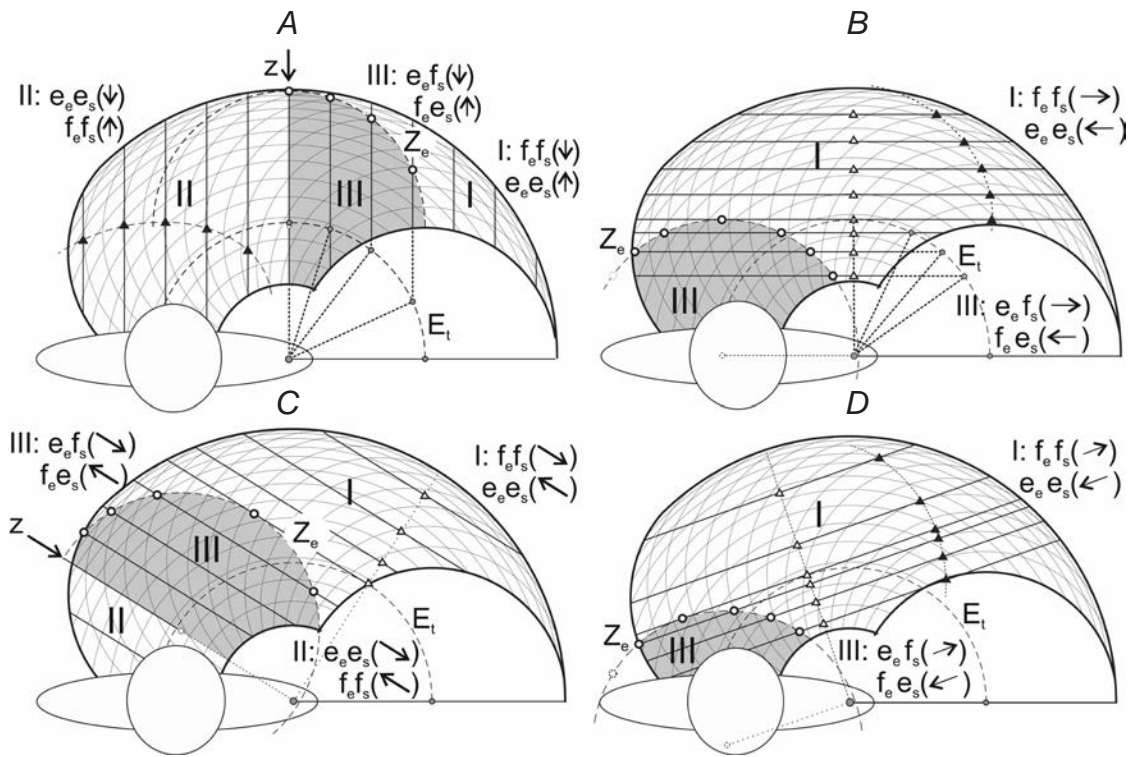 A
z
II: eₑeₛ(↓)
fₑfₛ(↑)
III: eₑfₛ(↓)
fₑeₛ(↑)
Zₑ
I: fₑfₛ(↓)
eₑeₛ(↑)
II
III
I
Eₜ
B
I: fₑfₛ(→)
eₑeₛ(←)
I
Zₑ
Eₜ
III
III: eₑfₛ(→)
fₑeₛ(←)
C
III: eₑfₛ(↘)
fₑeₛ(↖)
I: fₑfₛ(↘)
eₑeₛ(↖)
I
z
III
Zₑ
II
Eₜ
II: eₑeₛ(↘)
fₑfₛ(↖)
D
I: fₑfₛ(↗)
eₑeₛ(↙)
I
Eₜ
Zₑ
III
III: eₑfₛ(↗)
fₑeₛ(↙)